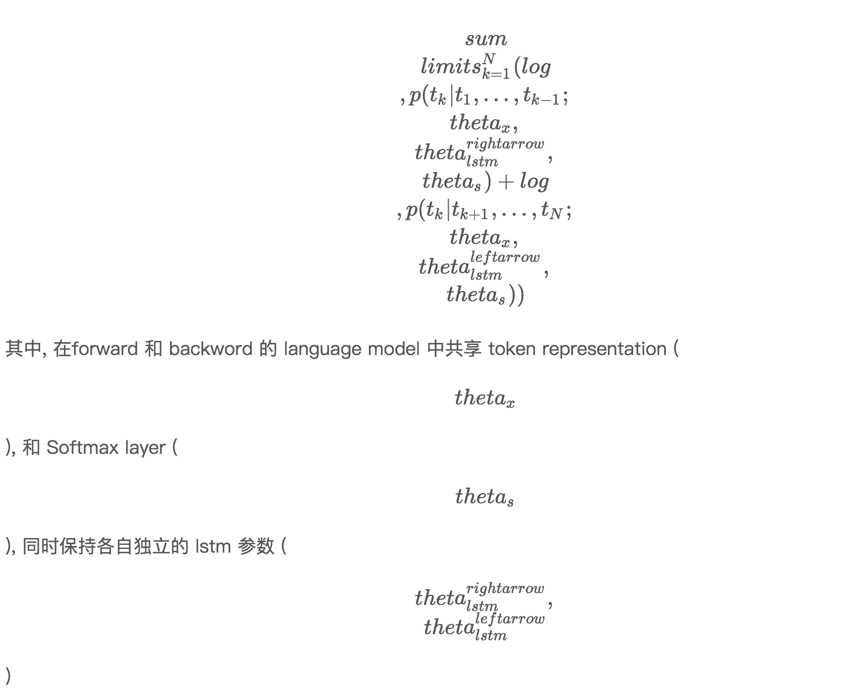 sum
limits_{k=1}^{N}(log
,p(t_k|t_1,...,t_{k-1};
theta_x,
theta_{lstm}^{rightarrow},
theta_s)+log
,p(t_k|t_{k+1},...,t_N;
theta_x,
theta_{lstm}^{leftarrow},
theta_s))
其中, 在forward 和 backword 的 language model 中共享 token representation (
theta_x
), 和 Softmax layer (
theta_s
), 同时保持各自独立的 lstm 参数 (
theta_{lstm}^{rightarrow},
theta_{lstm}^{leftarrow}
)